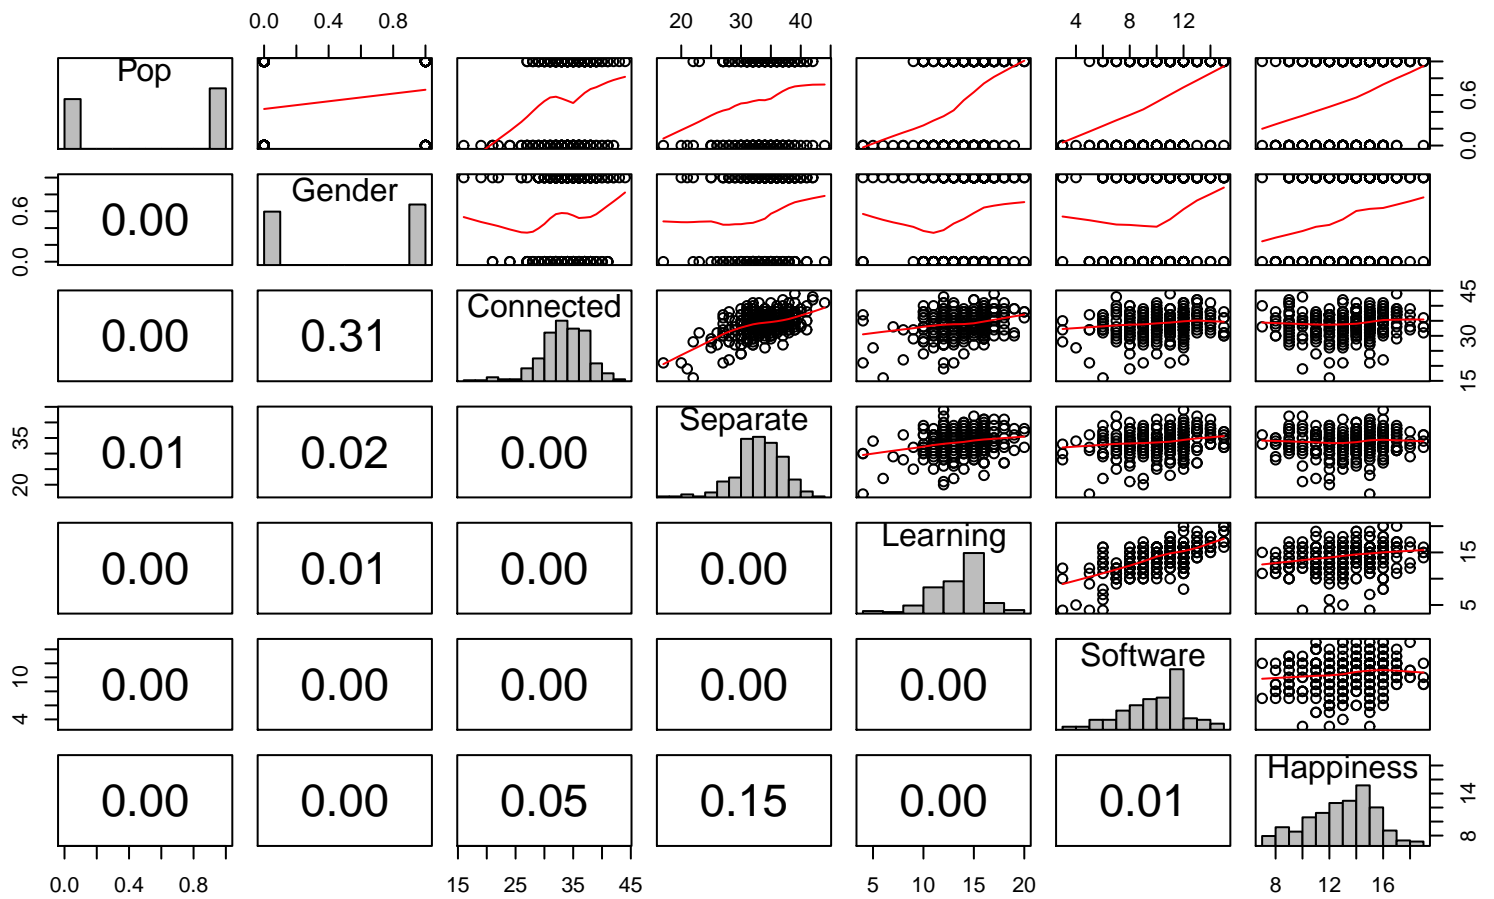 0.0 0.4 0.8 20 30 40 4 8 12
Pop
0.0 0.6
Gender
0.00
0.0 0.6
Connected
0.00 0.31
15 30 45
Separate
0.01 0.02 0.00
20 35
Learning
0.00 0.01 0.00 0.00
5 15
Software
0.00 0.00 0.00 0.00 0.00
4 10
Happiness
0.00 0.00 0.05 0.15 0.00 0.01
8 14
0.0 0.4 0.8 15 25 35 45 5 10 15 20 8 12 16